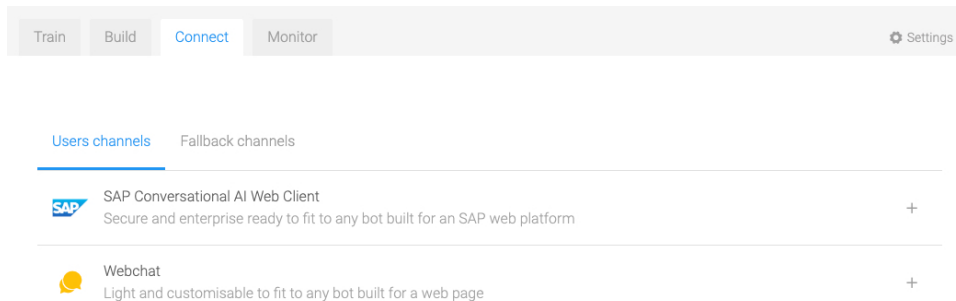 Train Build Connect Monitor Settings
Users channels Fallback channels
SAP SAP Conversational AI Web Client
Secure and enterprise ready to fit to any bot built for an SAP web platform
Webchat
Light and customisable to fit to any bot built for a web page